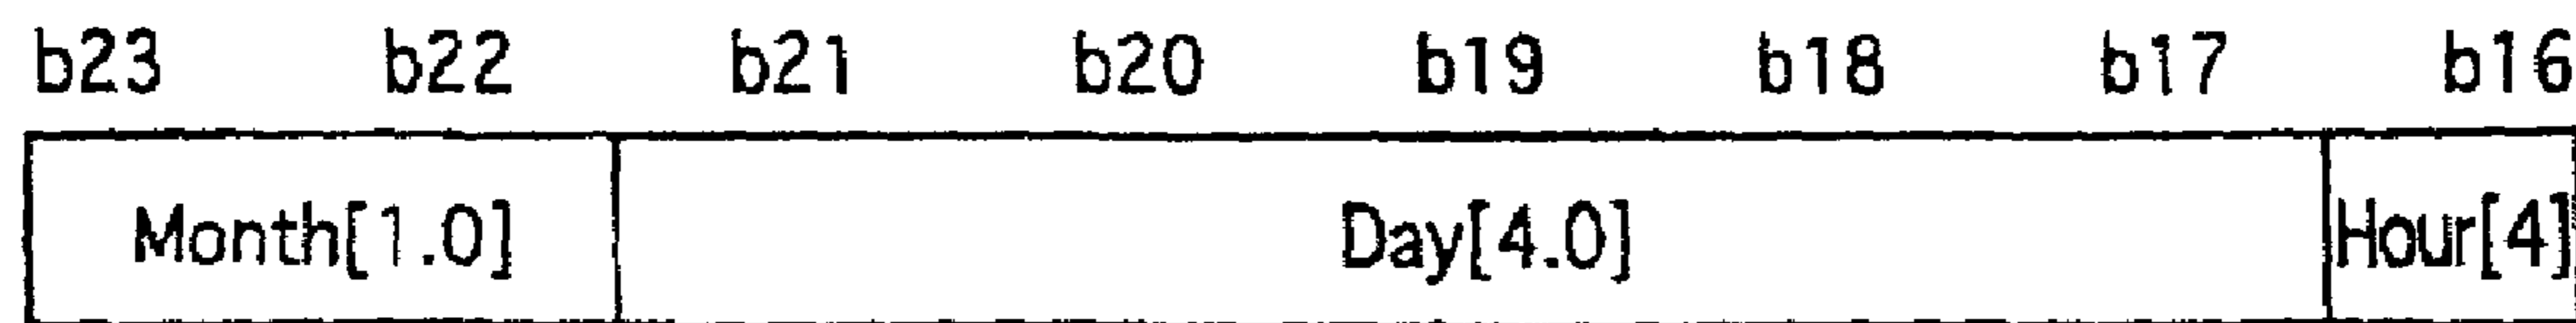 b23 b22 b21 b20 b19 b18 b17 b16
Month[1.0] Day[4.0] Hour[4]